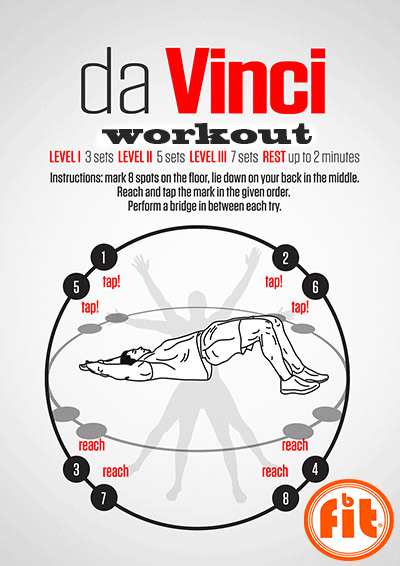 da Vinci
workout
LEVEL I 3 sets LEVEL II 5 sets LEVEL III 7 sets REST up to 2 minutes
Instructions: mark 8 spots on the floor, lie down on your back in the middle.
Reach and tap the mark in the given order.
Perform a bridge in between each try.
1 2
tap! tap!
5 6
tap! tap!
reach reach
3 reach reach 4
7 8
b
fit